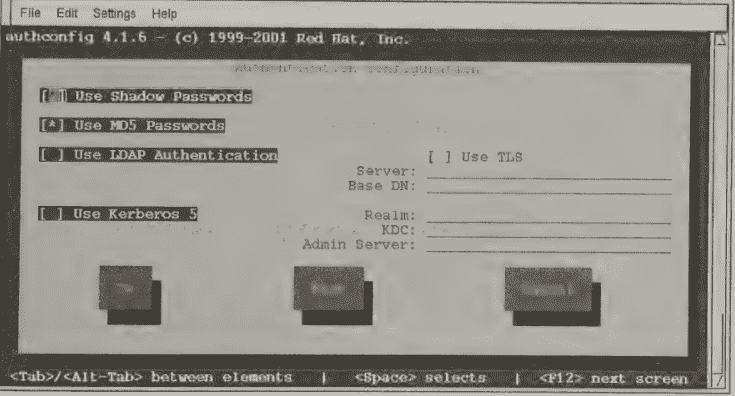 File Edit Settings Help
authconfig 4.1.6 - (c) 1999-2001 Red Hat, Inc.
Authentication Configuration
[*] Use Shadow Passwords
[*] Use MD5 Passwords
[ ] Use LDAP Authentication [ ] Use TLS
Server:
Base DN:
[ ] Use Kerberos 5 Realm:
KDC:
Admin Server:
<Tab>/<Alt-Tab> between elements | <Space> selects | <F12> next screen